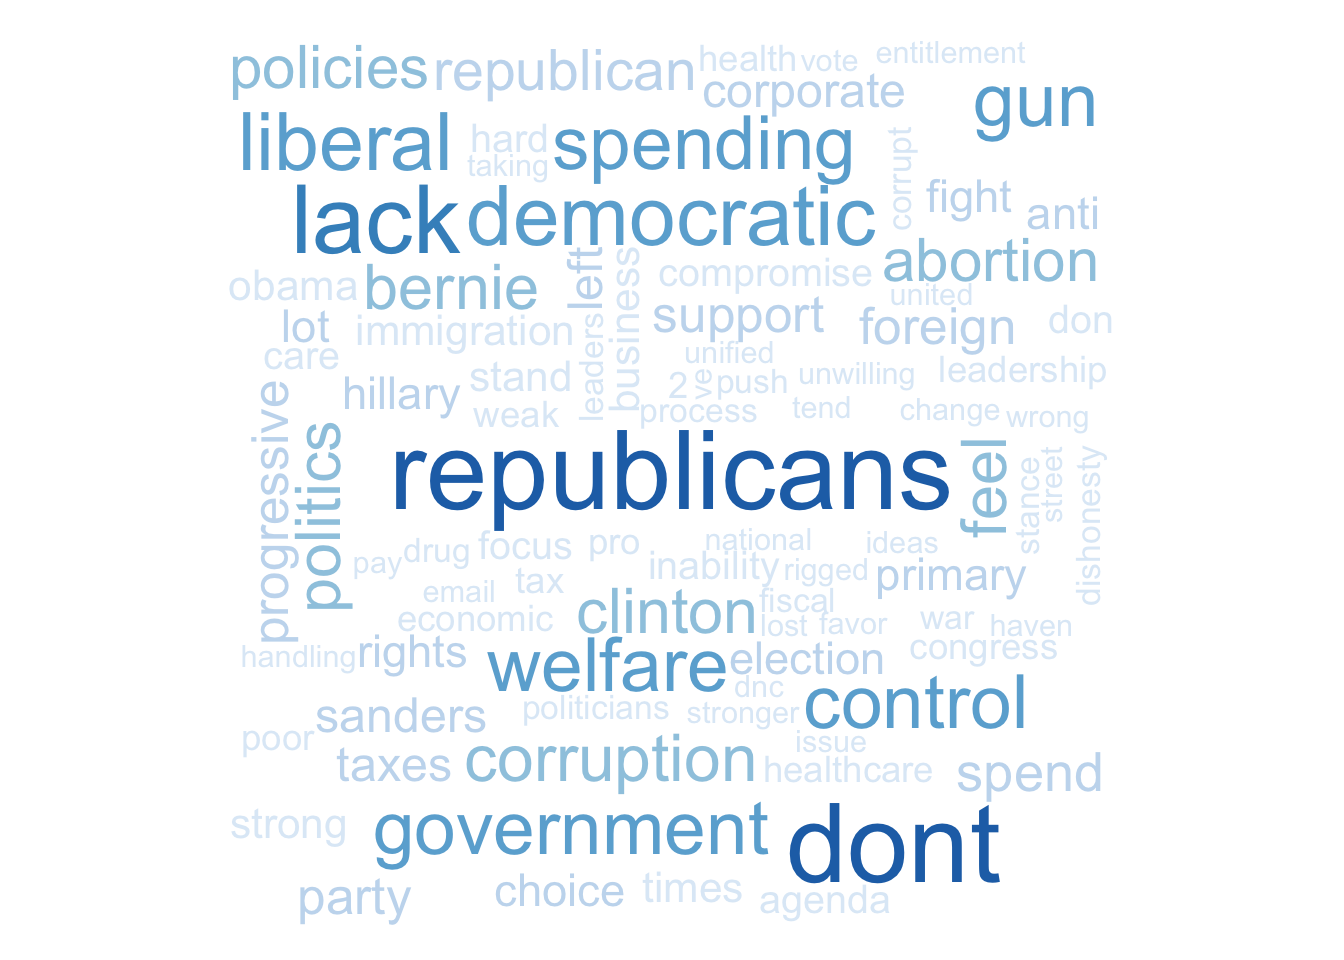 policies republican health vote entitlement
corporate gun
liberal hard spending
taking corrupt
lack democratic fight anti
obama bernie left business compromise abortion
united
lot immigration support foreign don
care leaders unified
hillary stand 2 ve push unwilling leadership
weak process tend change wrong
progressive politics republicans feel stance street dishonesty
pay drug focus pro national ideas
inability rigged primary
email tax
economic clinton fiscal
lost favor war haven
handling rights welfare election congress
dnc
sanders politicians stronger control
poor issue
taxes corruption healthcare spend
strong government dont
party choice times agenda